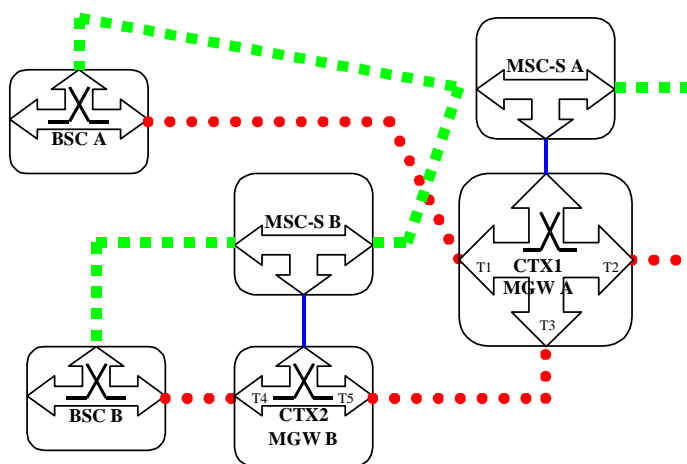 MSC-S A
BSC A
MSC-S B
T1
CTX1
T2
MGW A
T3
BSC B
T4
CTX2
T5
MGW B